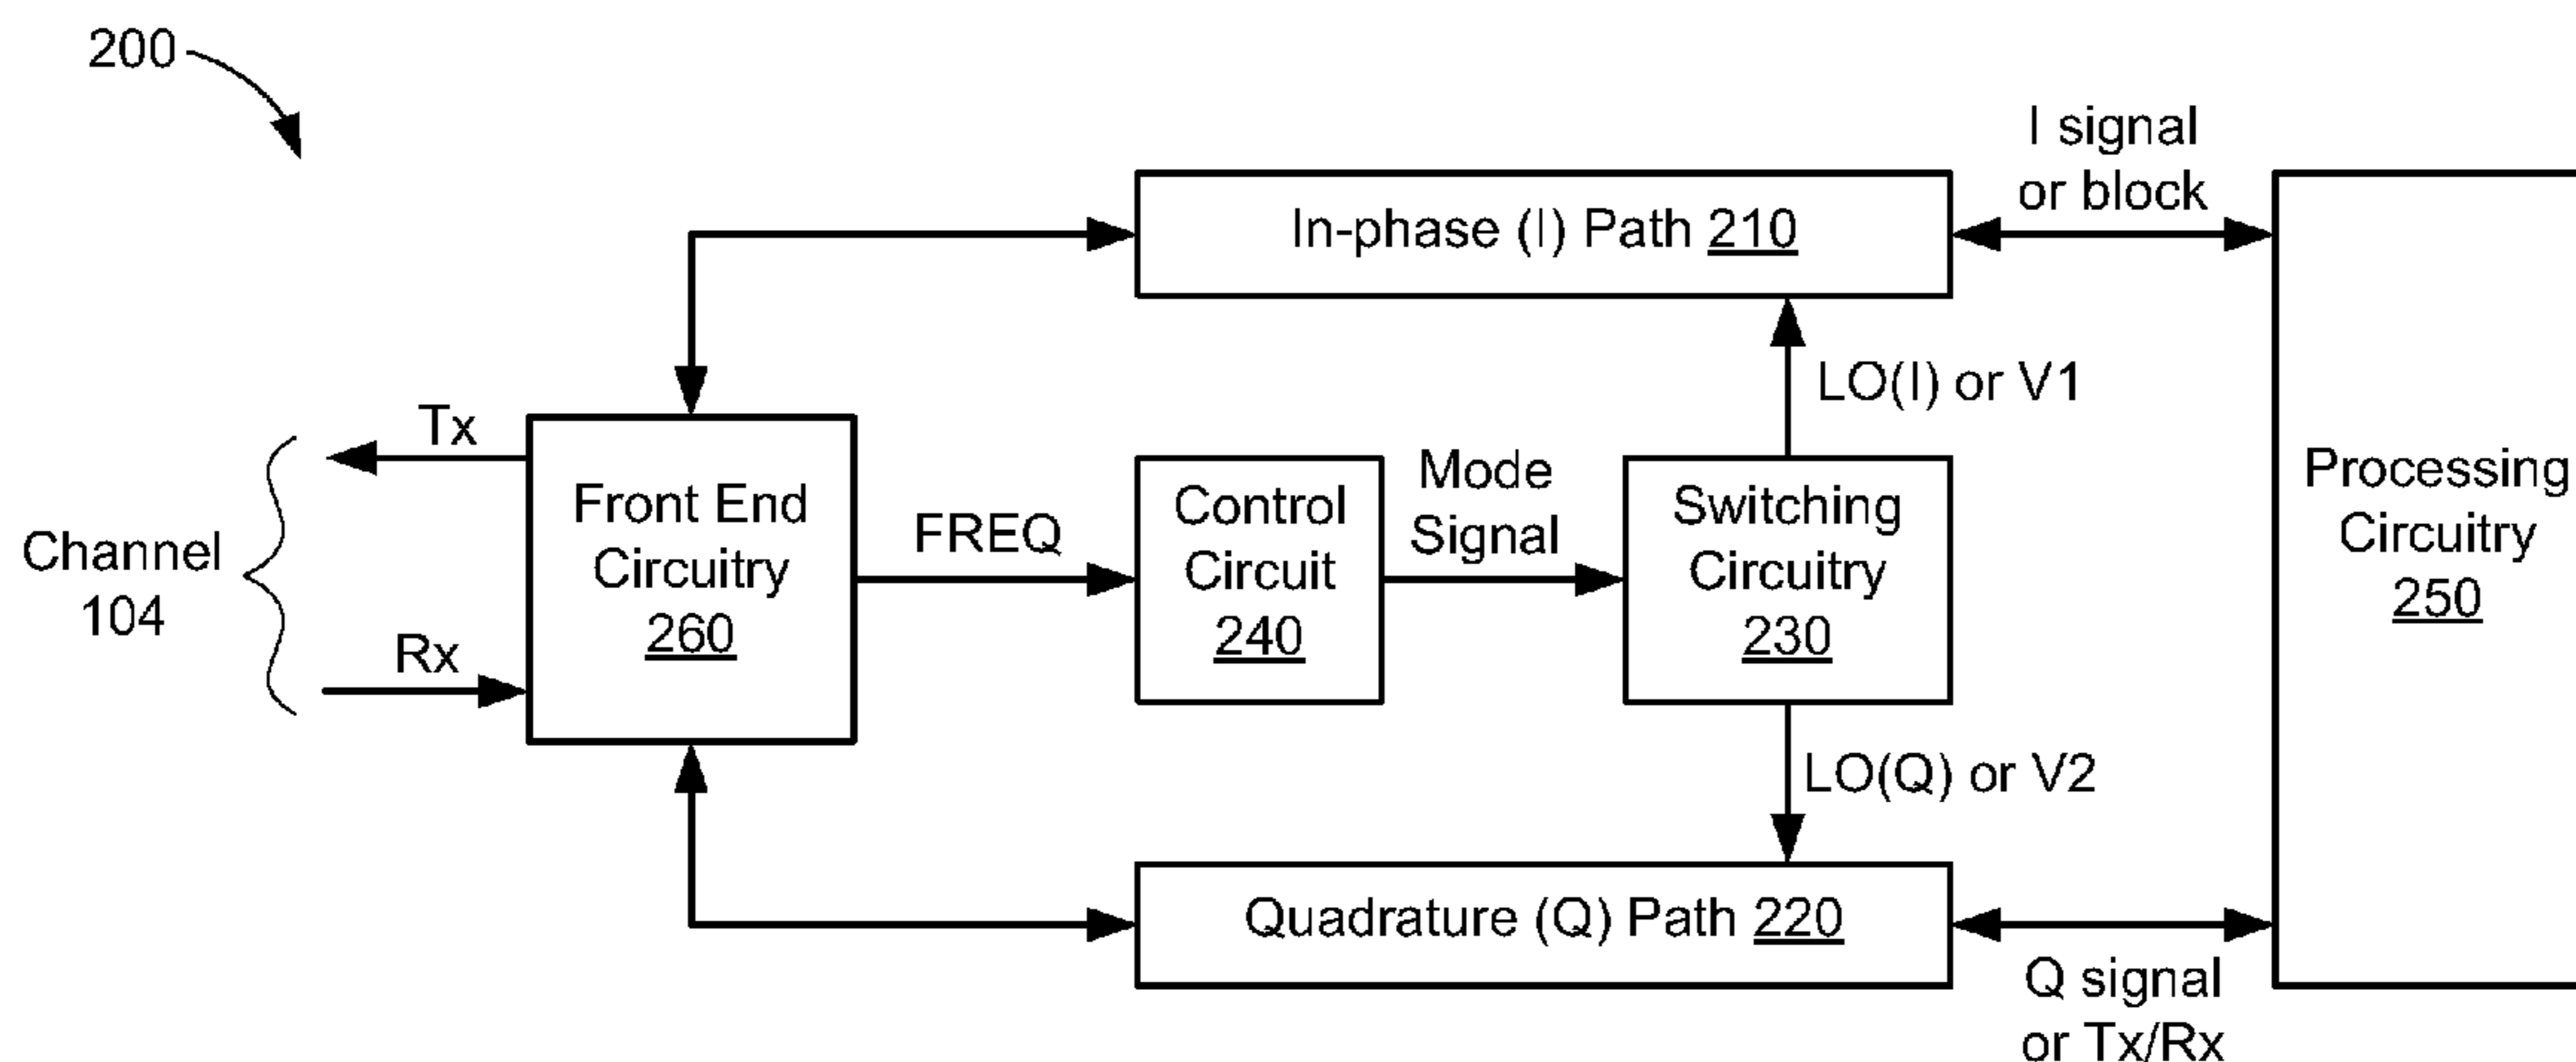 200
I signal
or block
In-phase (I) Path 210
LO(I) or V1
Tx
Channel
104
Rx
Front End
Circuitry
260
FREQ
Control
Circuit
240
Mode
Signal
Switching
Circuitry
230
Processing
Circuitry
250
LO(Q) or V2
Quadrature (Q) Path 220
Q signal
or Tx/Rx